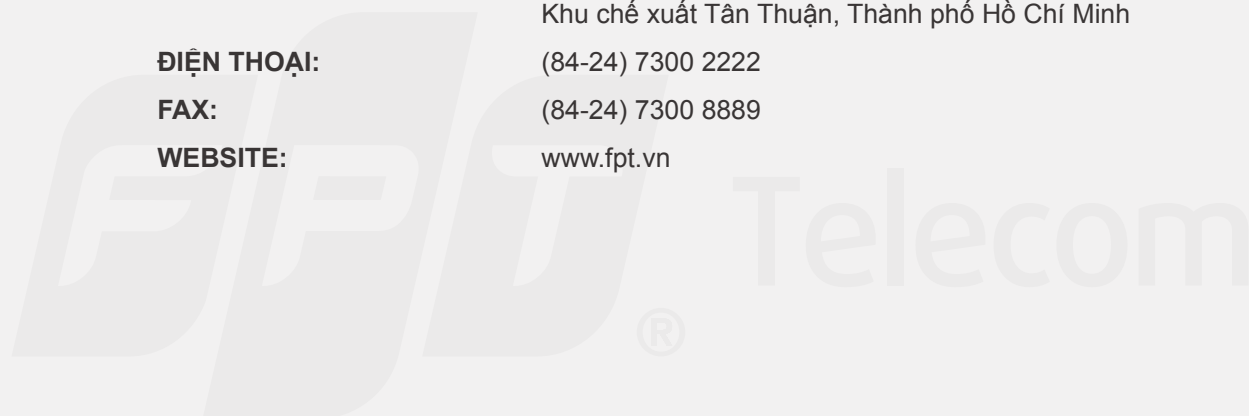 Khu chế xuất Tân Thuận, Thành phố Hồ Chí Minh
ĐIỆN THOẠI: (84-24) 7300 2222
FAX: (84-24) 7300 8889
WEBSITE: www.fpt.vn
FPT Telecom
®